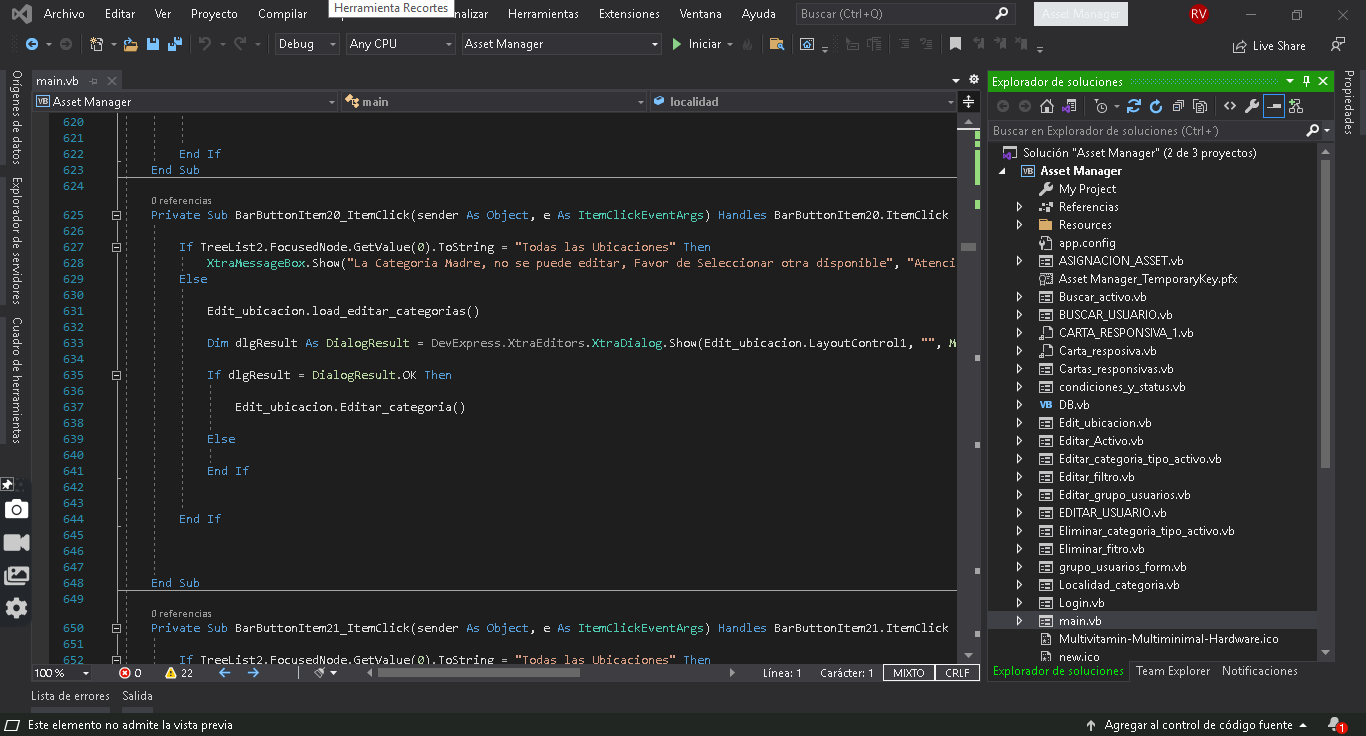 Archivo Editar Ver Proyecto Compilar nalizar Herramientas Extensiones Ventana Ayuda Buscar (Ctrl+Q) Asset Manager RV
Herramienta Recortes
Debug Any CPU Asset Manager Iniciar Live Share
main.vb
Asset Manager main localidad
620
621
622 End If
623 End Sub
624
0 referencias
625 Private Sub BarButtonItem20_ItemClick(sender As Object, e As ItemClickEventArgs) Handles BarButtonItem20.ItemClick
626
627 If TreeList2.FocusedNode.GetValue(0).ToString = "Todas las Ubicaciones" Then
628 XtraMessageBox.Show("La Categoria Madre, no se puede editar, Favor de Seleccionar otra disponible", "Atenci
629 Else
630
631 Edit_ubicacion.load_editar_categorias()
632
633 Dim dlgResult As DialogResult = DevExpress.XtraEditors.XtraDialog.Show(Edit_ubicacion.LayoutControl1, "", M
634
635 If dlgResult = DialogResult.OK Then
636
637 Edit_ubicacion.Editar_categoria()
638
639 Else
640
641 End If
642
643
644 End If
645
646
647
648 End Sub
649
0 referencias
650 Private Sub BarButtonItem21_ItemClick(sender As Object, e As ItemClickEventArgs) Handles BarButtonItem21.ItemClick
651
652 If TreeList2.FocusedNode.GetValue(0).ToString = "Todas las Ubicaciones" Then
100 % 0 22 Línea: 1 Carácter: 1 MIXTO CRLF
Lista de errores Salida
Este elemento no admite la vista previa
Agregar al control de código fuente 1
Orígenes de datos
Explorador de servidores
Cuadro de herramientas
Explorador de soluciones
Buscar en Explorador de soluciones (Ctrl+´)
Solución "Asset Manager" (2 de 3 proyectos)
VB Asset Manager
My Project
Referencias
Resources
app.config
ASIGNACION_ASSET.vb
Asset Manager_TemporaryKey.pfx
Buscar_activo.vb
BUSCAR_USUARIO.vb
CARTA_RESPONSIVA_1.vb
Carta_resposiva.vb
Cartas_responsivas.vb
condiciones_y_status.vb
VB DB.vb
Edit_ubicacion.vb
Editar_Activo.vb
Editar_categoria_tipo_activo.vb
Editar_filtro.vb
Editar_grupo_usuarios.vb
EDITAR_USUARIO.vb
Eliminar_categoria_tipo_activo.vb
Eliminar_fitro.vb
grupo_usuarios_form.vb
Localidad_categoria.vb
Login.vb
main.vb
Multivitamin-Multiminimal-Hardware.ico
new.ico
Explorador de soluciones Team Explorer Notificaciones
Propiedades